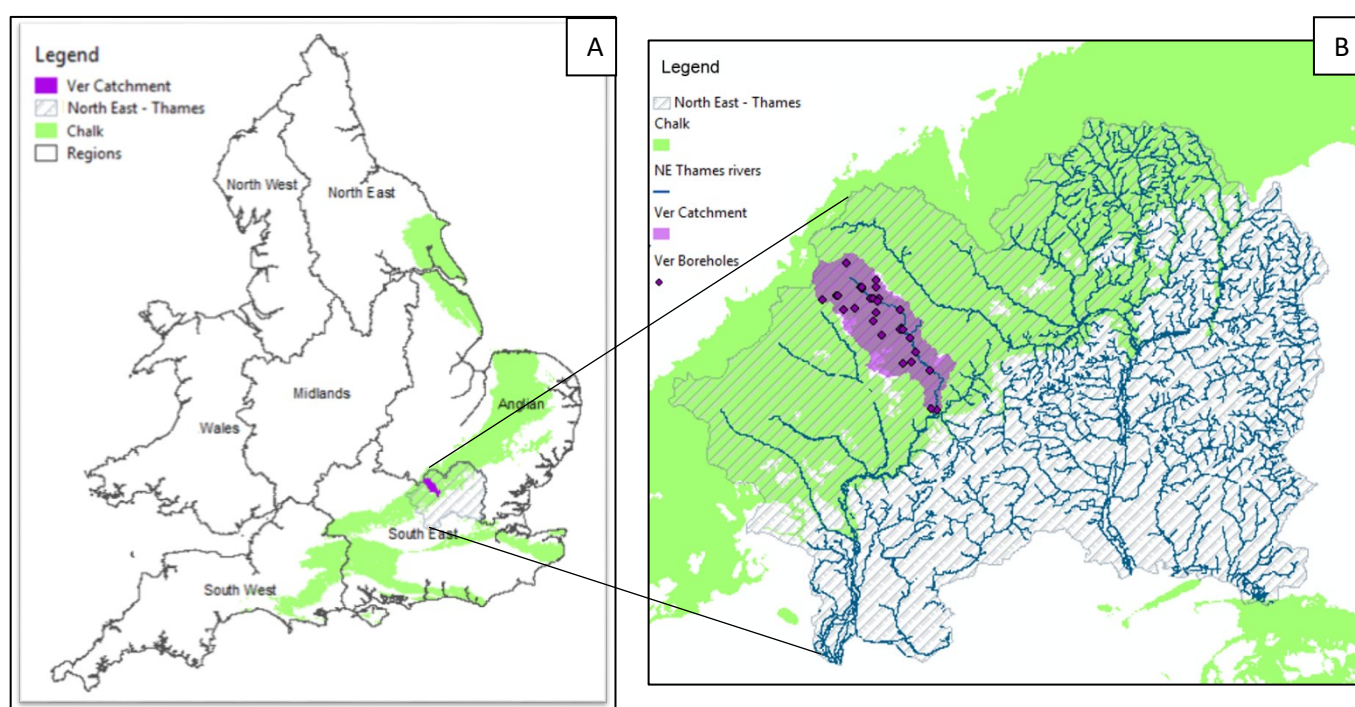 A
Legend
Ver Catchment
North East - Thames
Chalk
Regions
North West
North East
Midlands
Anglian
Wales
South East
South West
B
Legend
North East - Thames
Chalk
NE Thames rivers
Ver Catchment
Ver Boreholes